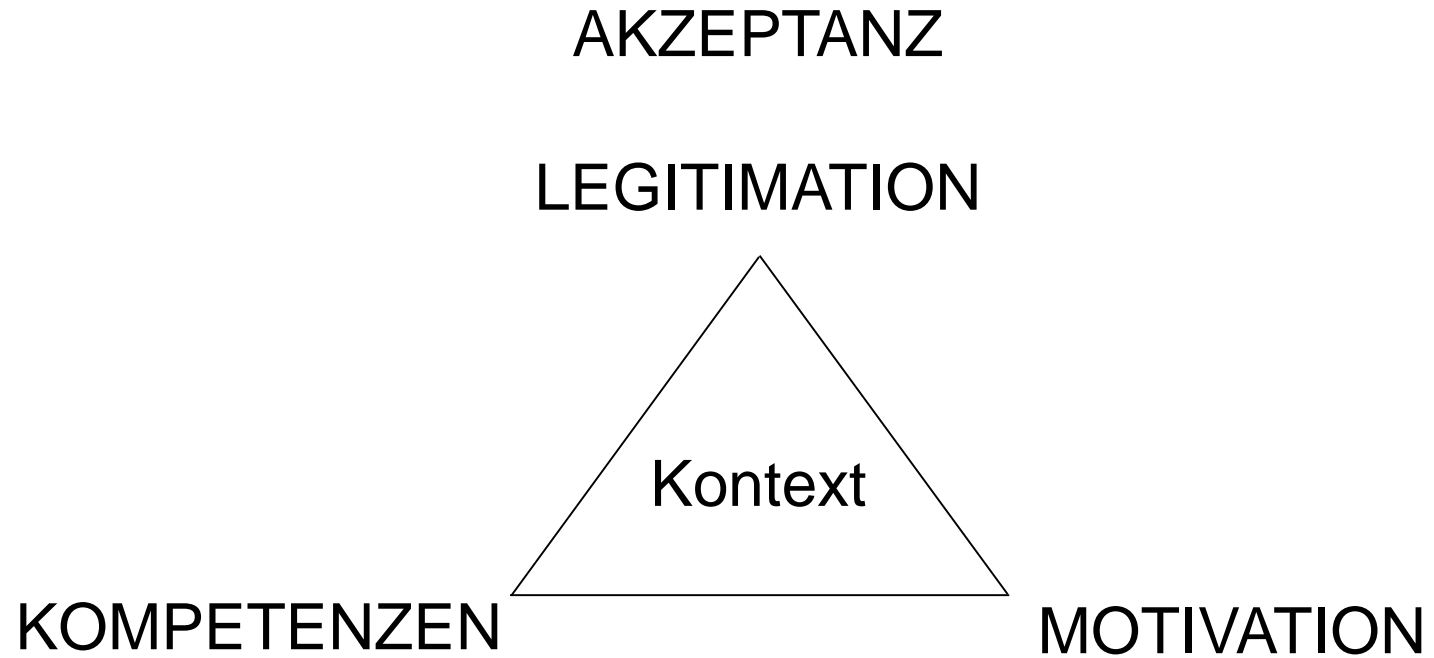 AKZEPTANZ
LEGITIMATION
Kontext
KOMPETENZEN
MOTIVATION